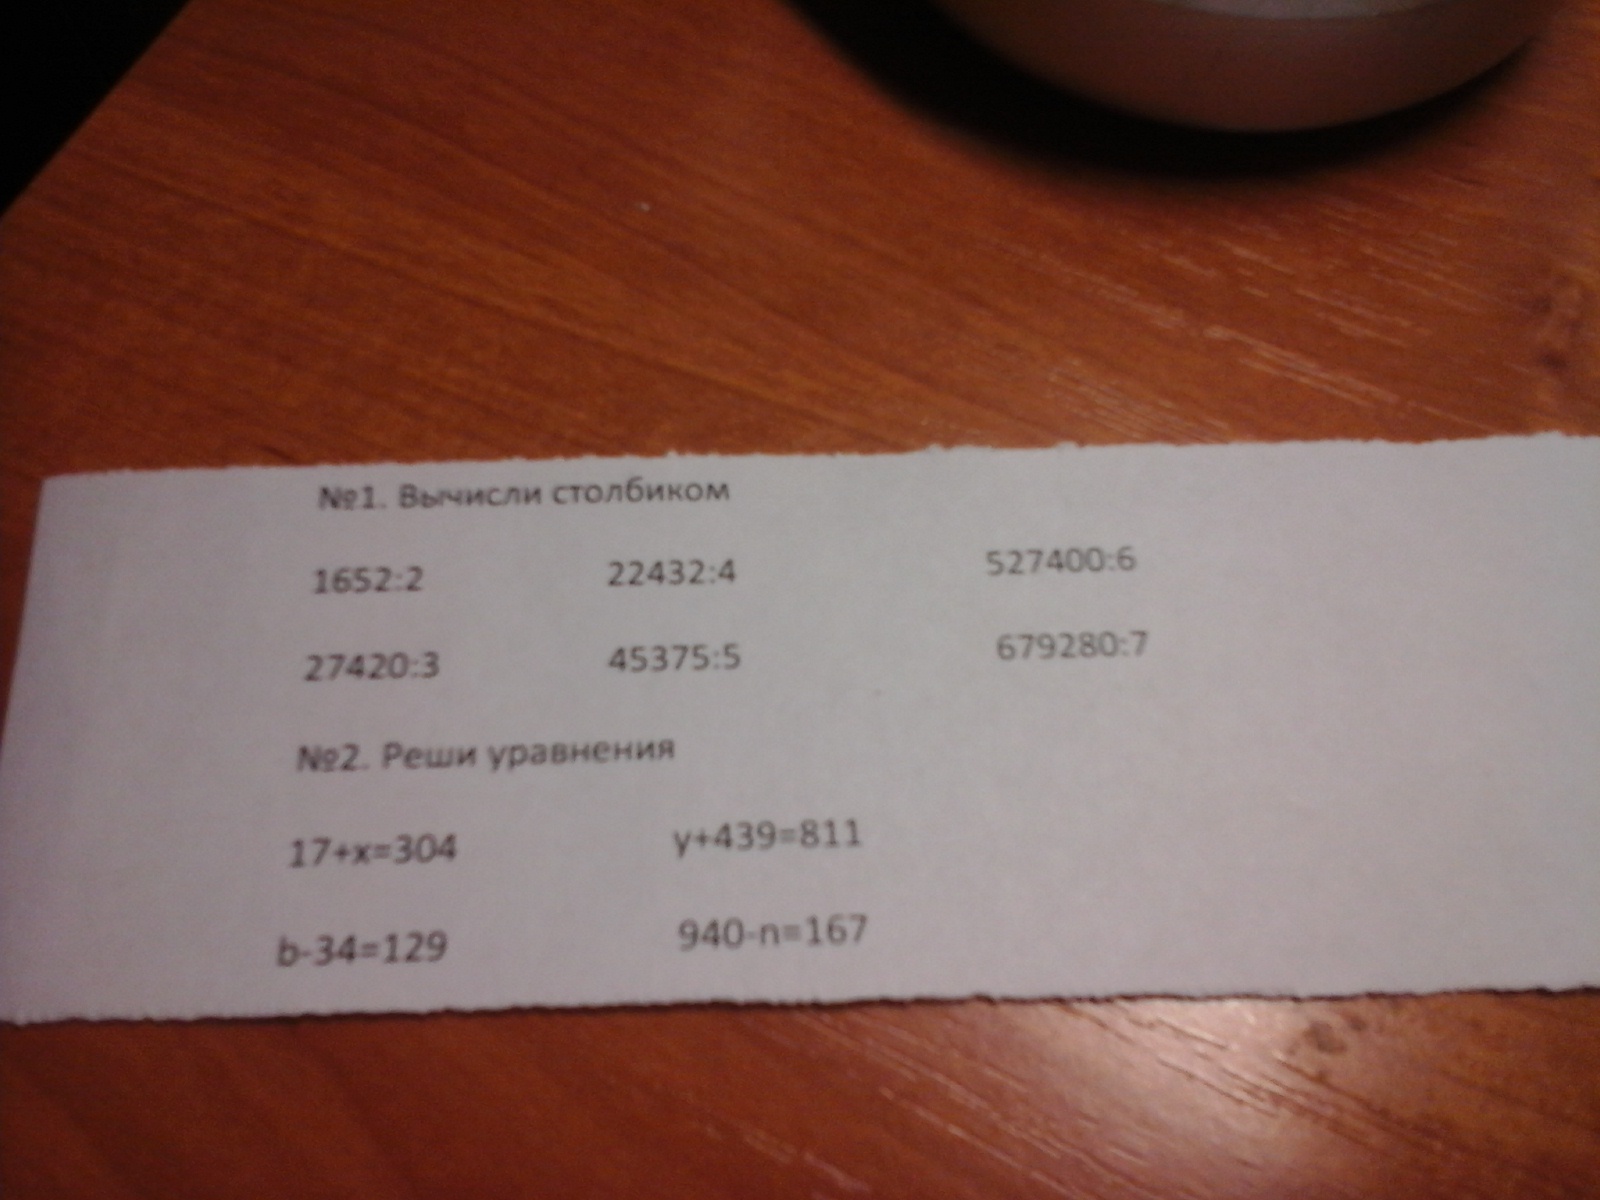 №1. Вычисли столбиком
1652:2 22432:4 527400:6
27420:3 45375:5 679280:7
№2. Реши уравнения
17+x=304 y+439=811
b-34=129 940-n=167